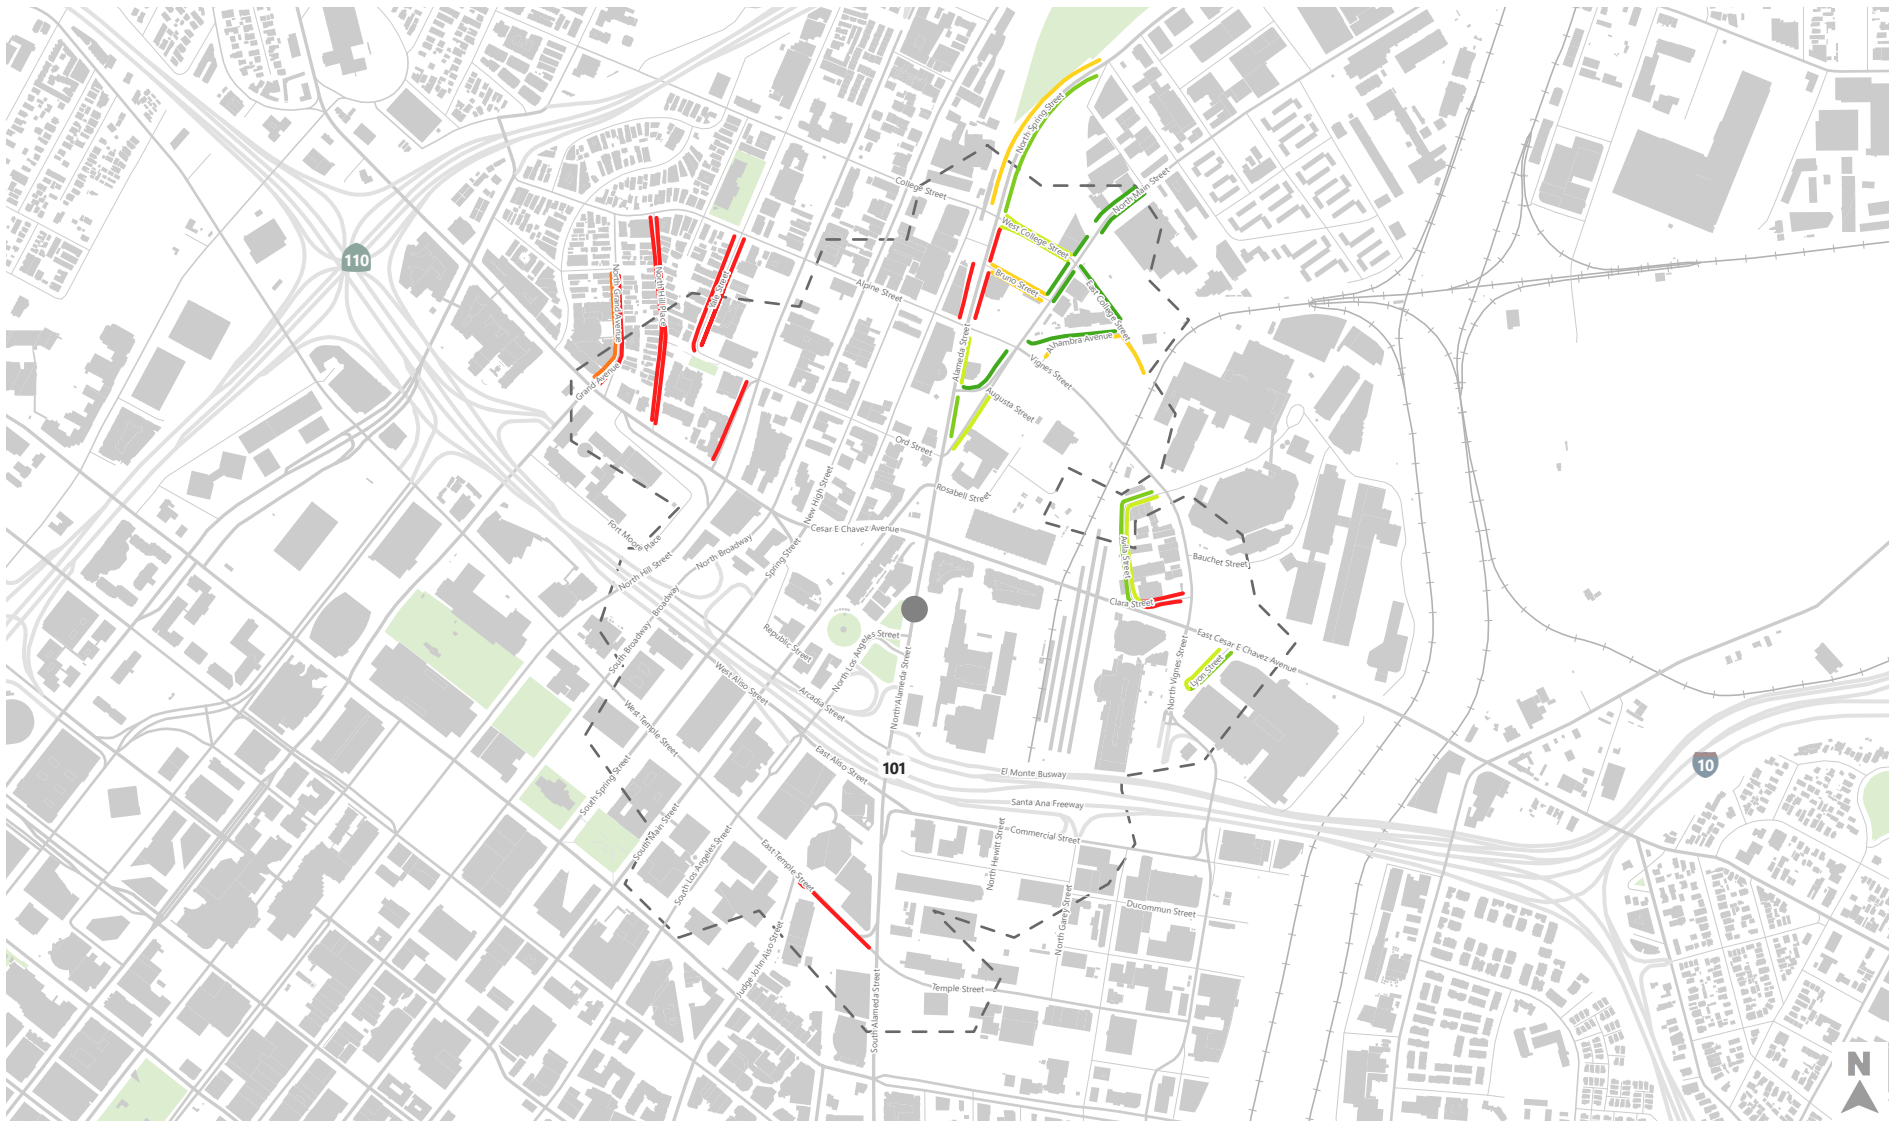 North Spring Street
College Street
North Main Street
West College Street
110
North Grand Avenue
North Hill Place
Yale Street
Bruno Street
Alpine Street
East College Street
Alhambra Avenue
Alameda Street
Vignes Street
Grand Avenue
Augusta Street
Ord Street
New High Street
Rosabell Street
Cesar E Chavez Avenue
Fort Moore Place
North Broadway
Spring Street
North Hill Street
Avila Street
Bauchet Street
Clara Street
South Broadway
Broadway
Republic Street
North Los Angeles Street
East Cesar E Chavez Avenue
North Vignes Street
Lyon Street
North Alameda Street
West Aliso Street
Arcadia Street
West Temple Street
East Aliso Street
101
El Monte Busway
10
South Spring Street
Santa Ana Freeway
Commercial Street
South Main Street
South Los Angeles Street
East Temple Street
North Hewitt Street
North Garey Street
Ducommun Street
Judge John Aiso Street
Temple Street
South Alameda Street
N